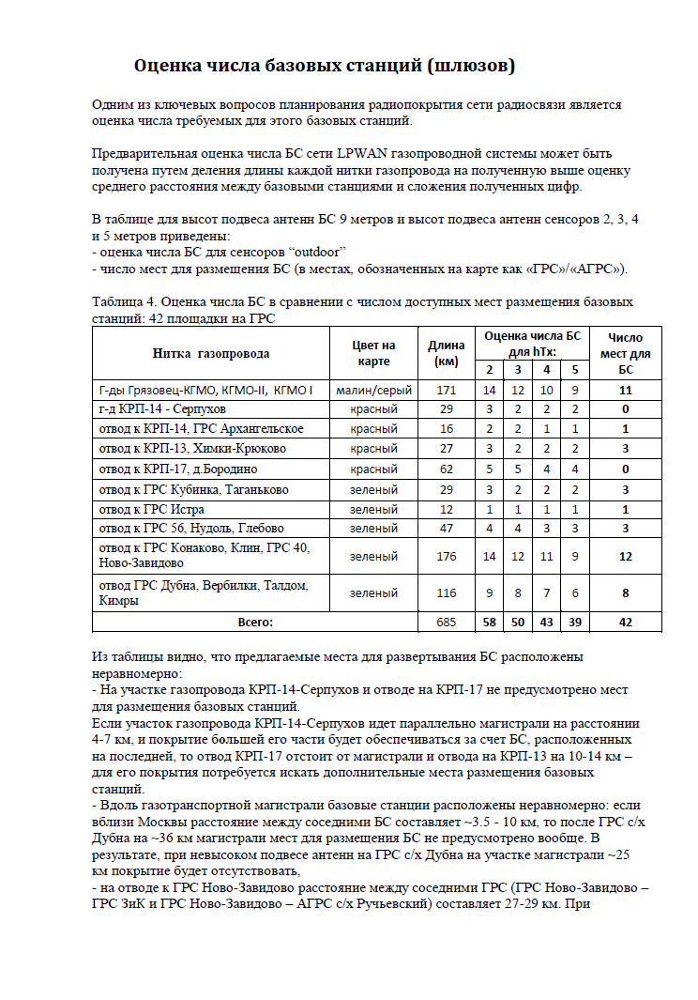 Оценка числа базовых станций (шлюзов)
Одним из ключевых вопросов планирования радиопокрытия сети радиосвязи является
оценка числа требуемых для этого базовых станций.
Предварительная оценка числа БС сети LPWAN газопроводной системы может быть
получена путем деления длины каждой нитки газопровода на полученную выше оценку
среднего расстояния между базовыми станциями и сложения полученных цифр.
В таблице для высот подвеса антенн БС 9 метров и высот подвеса антенн сенсоров 2, 3, 4
и 5 метров приведены:
- оценка числа БС для сенсоров “outdoor”
- число мест для размещения БС (в местах, обозначенных на карте как «ГРС»/«АГРС»).
Таблица 4. Оценка числа БС в сравнении с числом доступных мест размещения базовых
станций: 42 площадки на ГРС
Нитка газопровода Цвет на карте Длина (км) Оценка числа БС для hTx: Число мест для БС
2 3 4 5
Г-ды Грязовец-КГМО, КГМО-II, КГМО I малин/серый 171 14 12 10 9 11
г-д КРП-14 - Серпухов красный 29 3 2 2 2 0
отвод к КРП-14, ГРС Архангельское красный 16 2 2 1 1 1
отвод к КРП-13, Химки-Крюково красный 27 3 2 2 2 3
отвод к КРП-17, д.Бородино красный 62 5 5 4 4 0
отвод к ГРС Кубинка, Таганьково зеленый 29 3 2 2 2 3
отвод к ГРС Истра зеленый 12 1 1 1 1 1
отвод к ГРС 56, Нудоль, Глебово зеленый 47 4 4 3 3 3
отвод к ГРС Конаково, Клин, ГРС 40,
Ново-Завидово зеленый 176 14 12 11 9 12
отвод ГРС Дубна, Вербилки, Талдом,
Кимры зеленый 116 9 8 7 6 8
Всего: 685 58 50 43 39 42
Из таблицы видно, что предлагаемые места для развертывания БС расположены
неравномерно:
- На участке газопровода КРП-14-Серпухов и отводе на КРП-17 не предусмотрено мест
для размещения базовых станций.
Если участок газопровода КРП-14-Серпухов идет параллельно магистрали на расстоянии
4-7 км, и покрытие большей его части будет обеспечиваться за счет БС, расположенных
на последней, то отвод КРП-17 отстоит от магистрали и отвода на КРП-13 на 10-14 км –
для его покрытия потребуется искать дополнительные места размещения базовых
станций.
- Вдоль газотранспортной магистрали базовые станции расположены неравномерно: если
вблизи Москвы расстояние между соседними БС составляет ~3.5 - 10 км, то после ГРС с/х
Дубна на ~36 км магистрали мест для размещения БС не предусмотрено вообще. В
результате, при невысоком подвесе антенн на ГРС с/х Дубна на участке магистрали ~25
км покрытие будет отсутствовать,
- на отводе к ГРС Ново-Завидово расстояние между соседними ГРС (ГРС Ново-Завидово –
ГРС ЗиК и ГРС Ново-Завидово – АГРС с/х Ручьевский) составляет 27-29 км. При